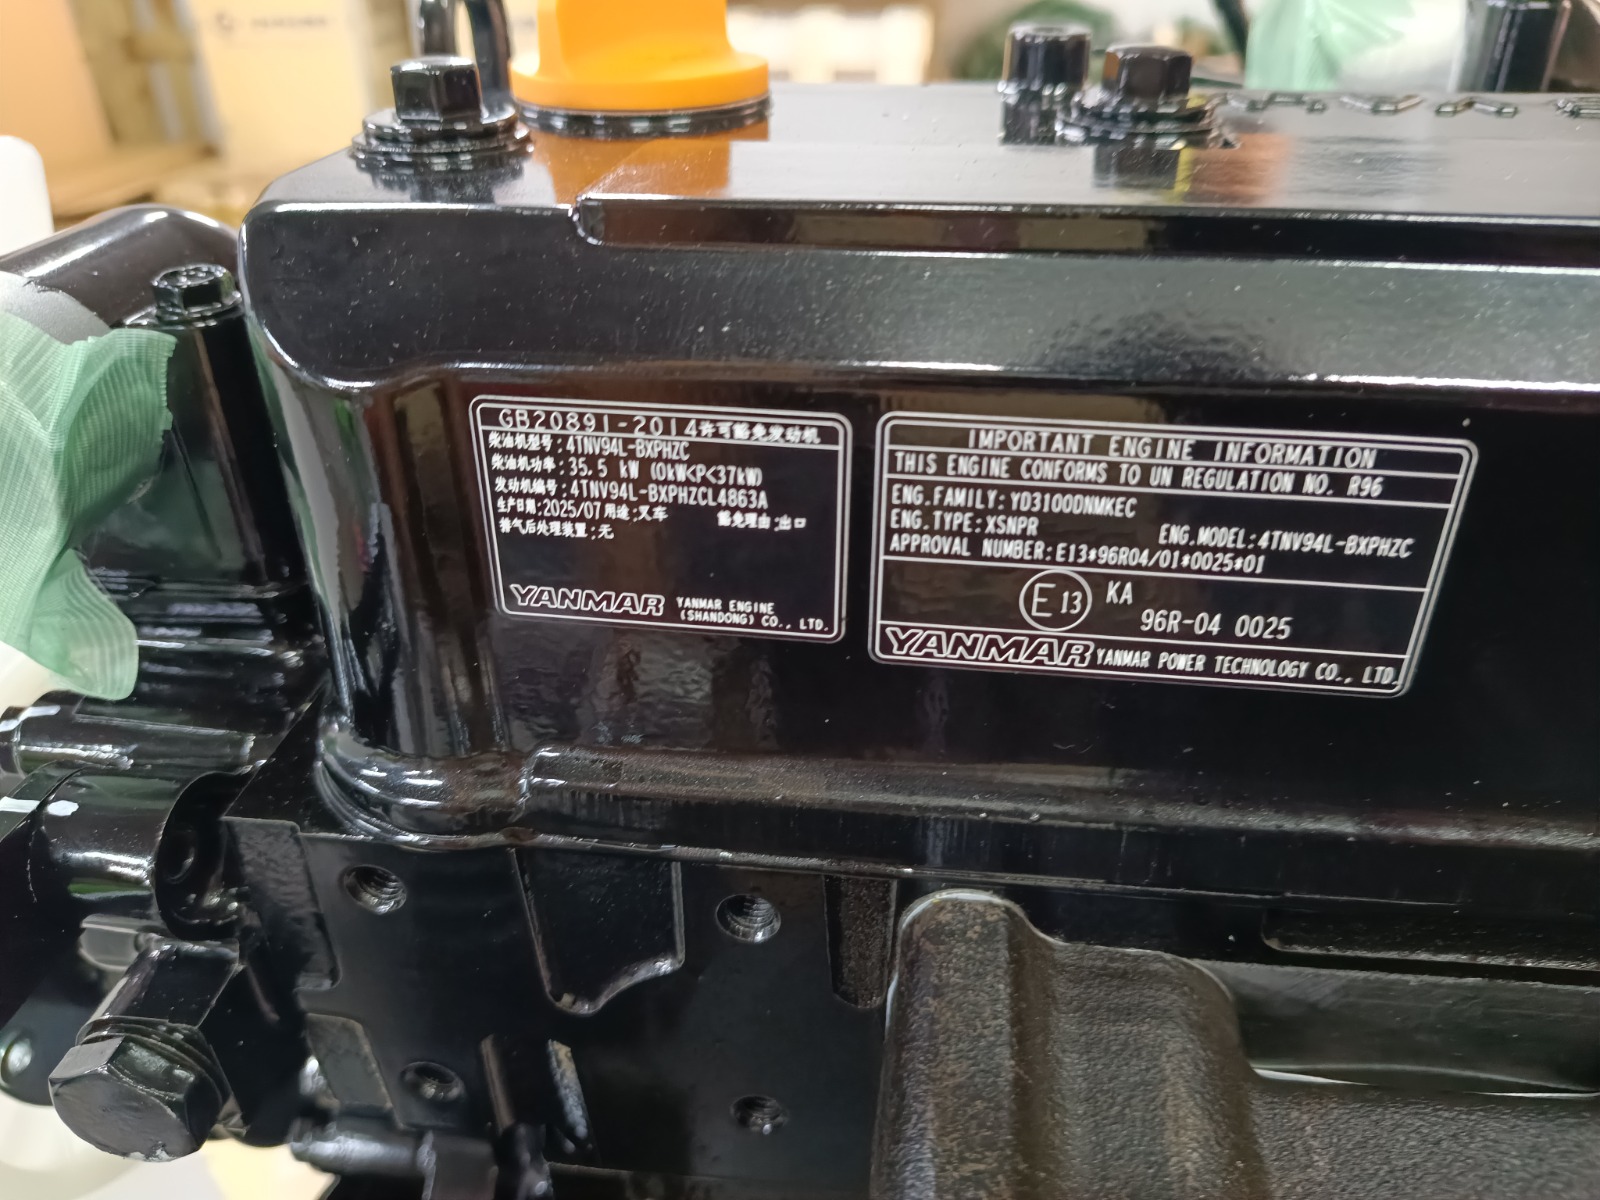 GB20891-2014许可豁免发动机
柴油机型号:4TNV94L-BXPHZC
柴油机功率:35.5 kW (0kW<P<37kW)
发动机编号:4TNV94L-BXPHZCL4863A
生产日期:2025/07 用途:叉车 豁免理由:出口
排气后处理装置:无
YANMAR YANMAR ENGINE
(SHANDONG) CO., LTD.
IMPORTANT ENGINE INFORMATION
THIS ENGINE CONFORMS TO UN REGULATION NO. R96
ENG.FAMILY:YD3100DNMKEC
ENG.TYPE:XSNPR ENG.MODEL:4TNV94L-BXPHZC
APPROVAL NUMBER:E13*96R04/01*0025*01
E 13 KA
96R-04 0025
YANMAR YANMAR POWER TECHNOLOGY CO., LTD.